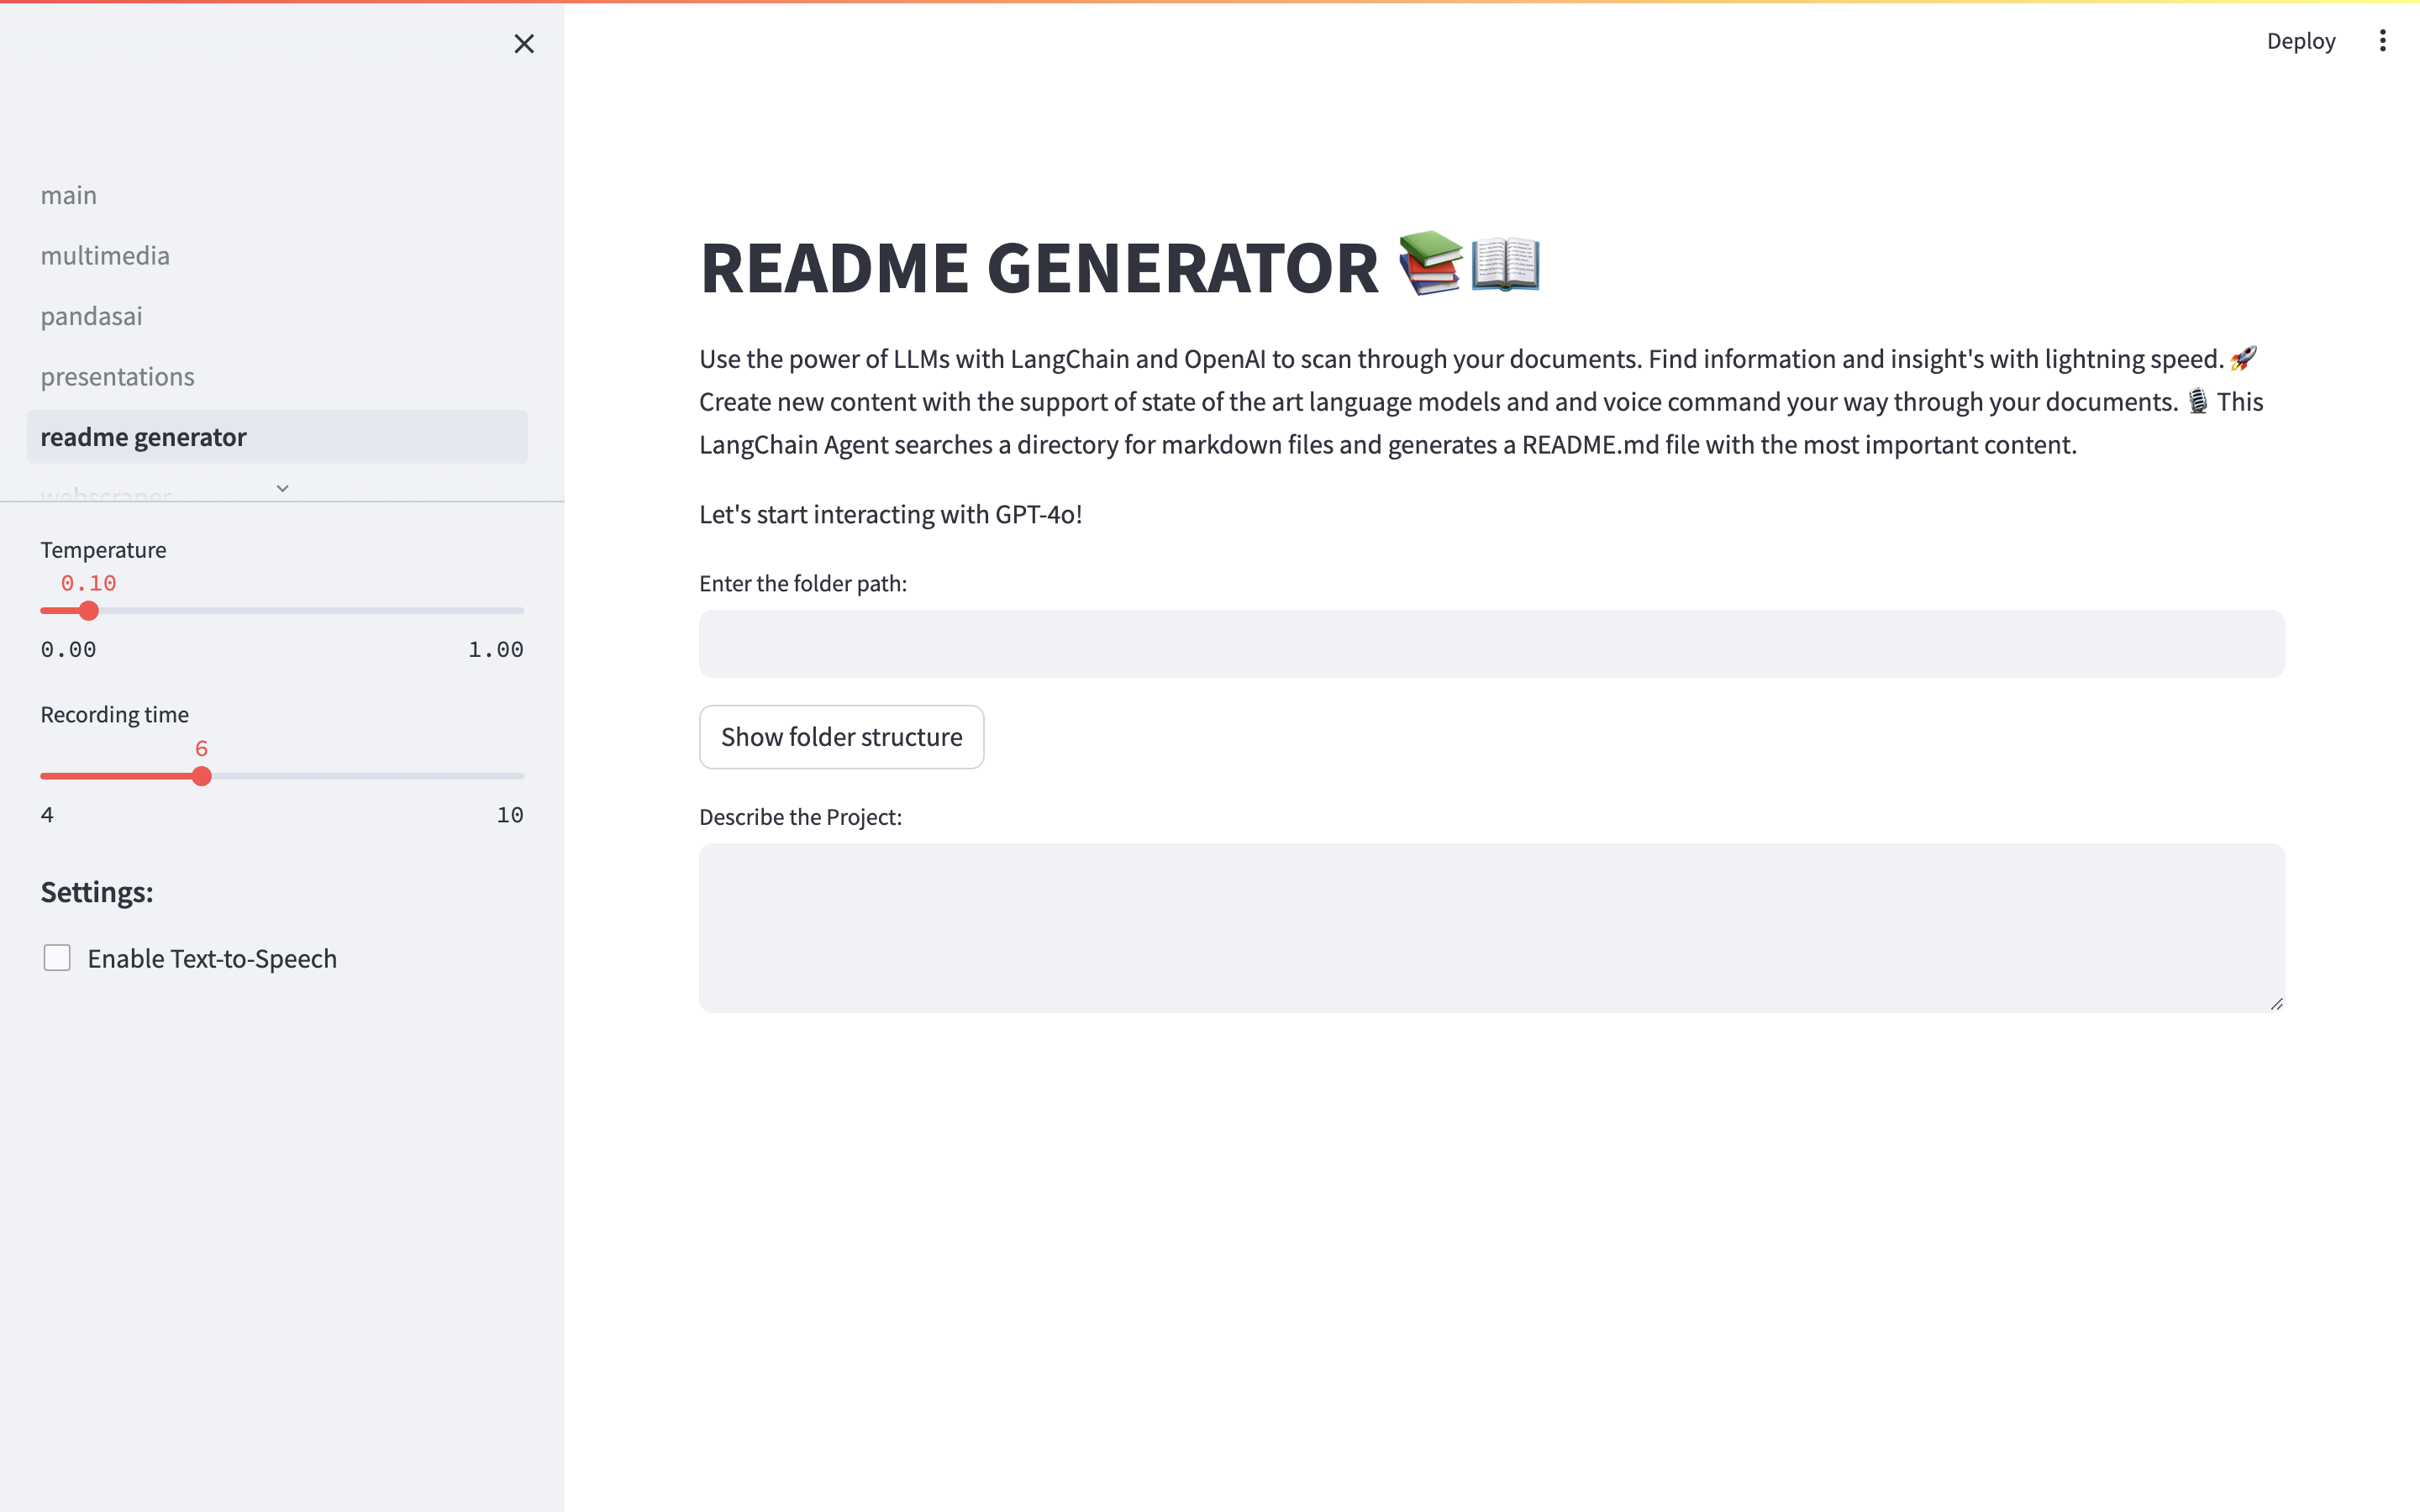 Deploy
main
multimedia
pandasai
presentations
readme generator
webscraper
Temperature
0.10
0.00 1.00
Recording time
6
4 10
Settings:
Enable Text-to-Speech
README GENERATOR 📚📖
Use the power of LLMs with LangChain and OpenAI to scan through your documents. Find information and insight's with lightning speed. 🚀
Create new content with the support of state of the art language models and and voice command your way through your documents. 🎙️ This
LangChain Agent searches a directory for markdown files and generates a README.md file with the most important content.
Let's start interacting with GPT-4o!
Enter the folder path:
Show folder structure
Describe the Project: